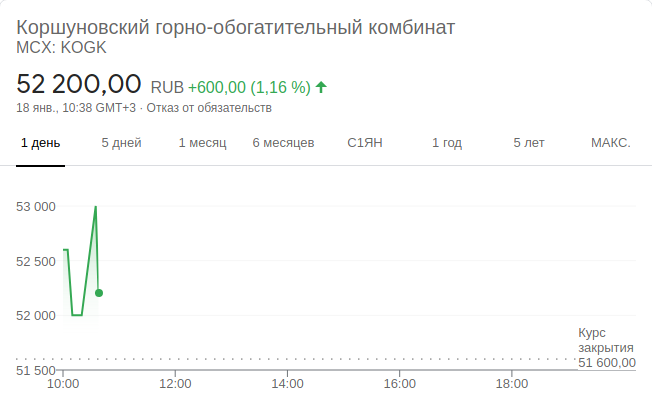 Коршуновский горно-обогатительный комбинат
MCX: KOGK
52 200,00 RUB +600,00 (1,16 %)
18 янв., 10:38 GMT+3 · Отказ от обязательств
1 день 5 дней 1 месяц 6 месяцев С1ЯН 1 год 5 лет МАКС.
53 000
52 500
52 000
Курс
закрытия
51 600,00
51 500
10:00 12:00 14:00 16:00 18:00